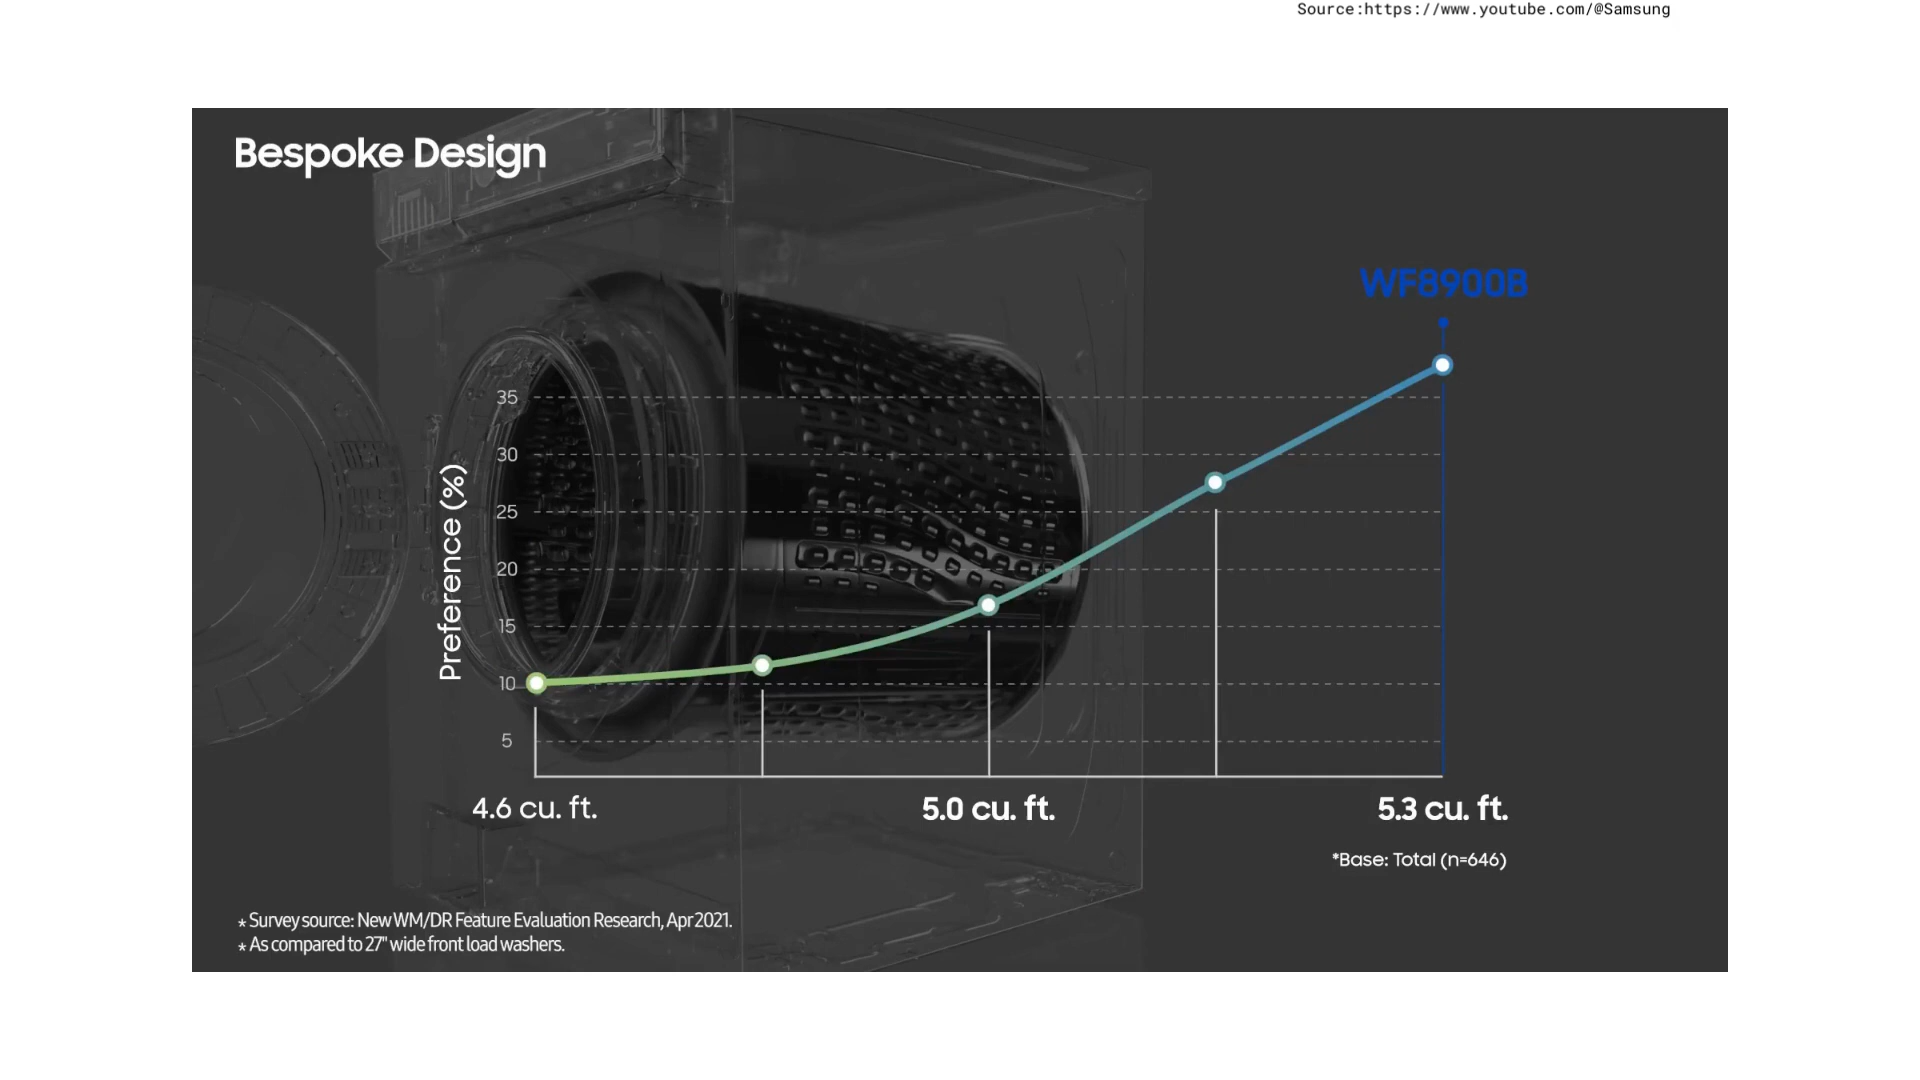 Source:https://www.youtube.com/@Samsung
Bespoke Design
WF8900B
Preference (%)
35
30
25
20
15
10
5
4.6 cu. ft.
5.0 cu. ft.
5.3 cu. ft.
*Base: Total (n=646)
* Survey source: New WM/DR Feature Evaluation Research, Apr 2021.
* As compared to 27" wide front load washers.